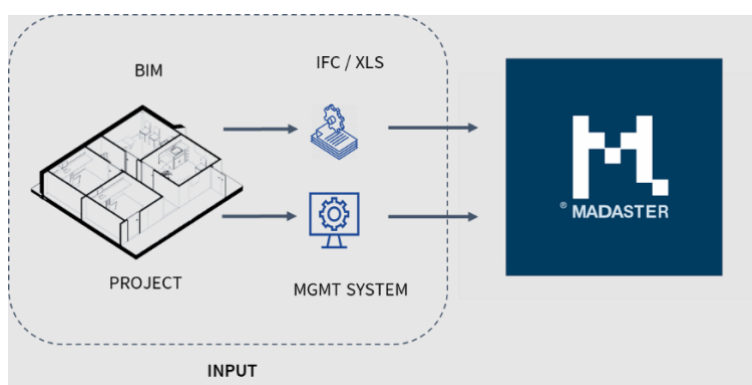 BIM
IFC / XLS
PROJECT
MGMT SYSTEM
INPUT
® MADASTER